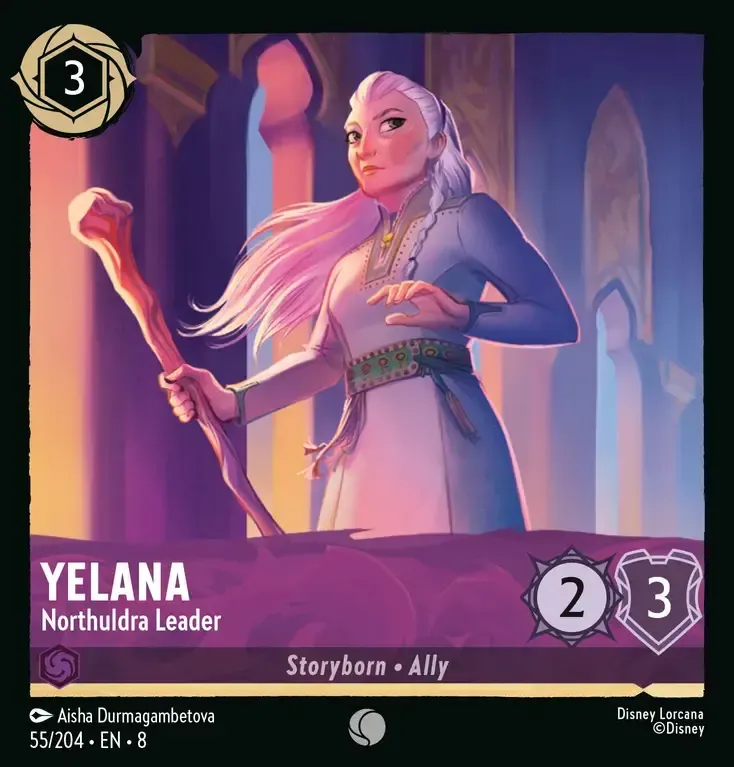 3
YELANA
Northuldra Leader
2
3
Storyborn • Ally
Aisha Durmagambetova
55/204 • EN • 8
Disney Lorcana
©Disney